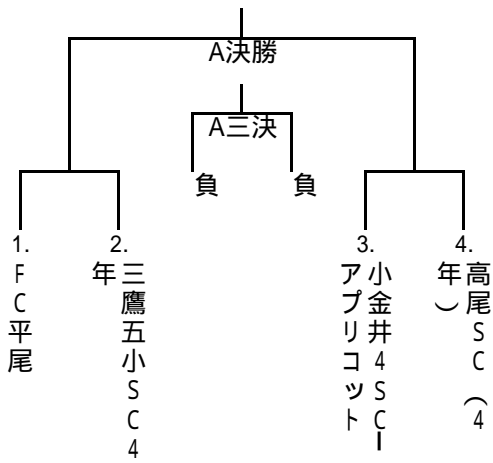 A決勝
A三決
負 負
1. 2. 3. 4.
FC平尾
三鷹五小SC4
年
小金井4SCー
アプリコット
高尾SC（4
年）